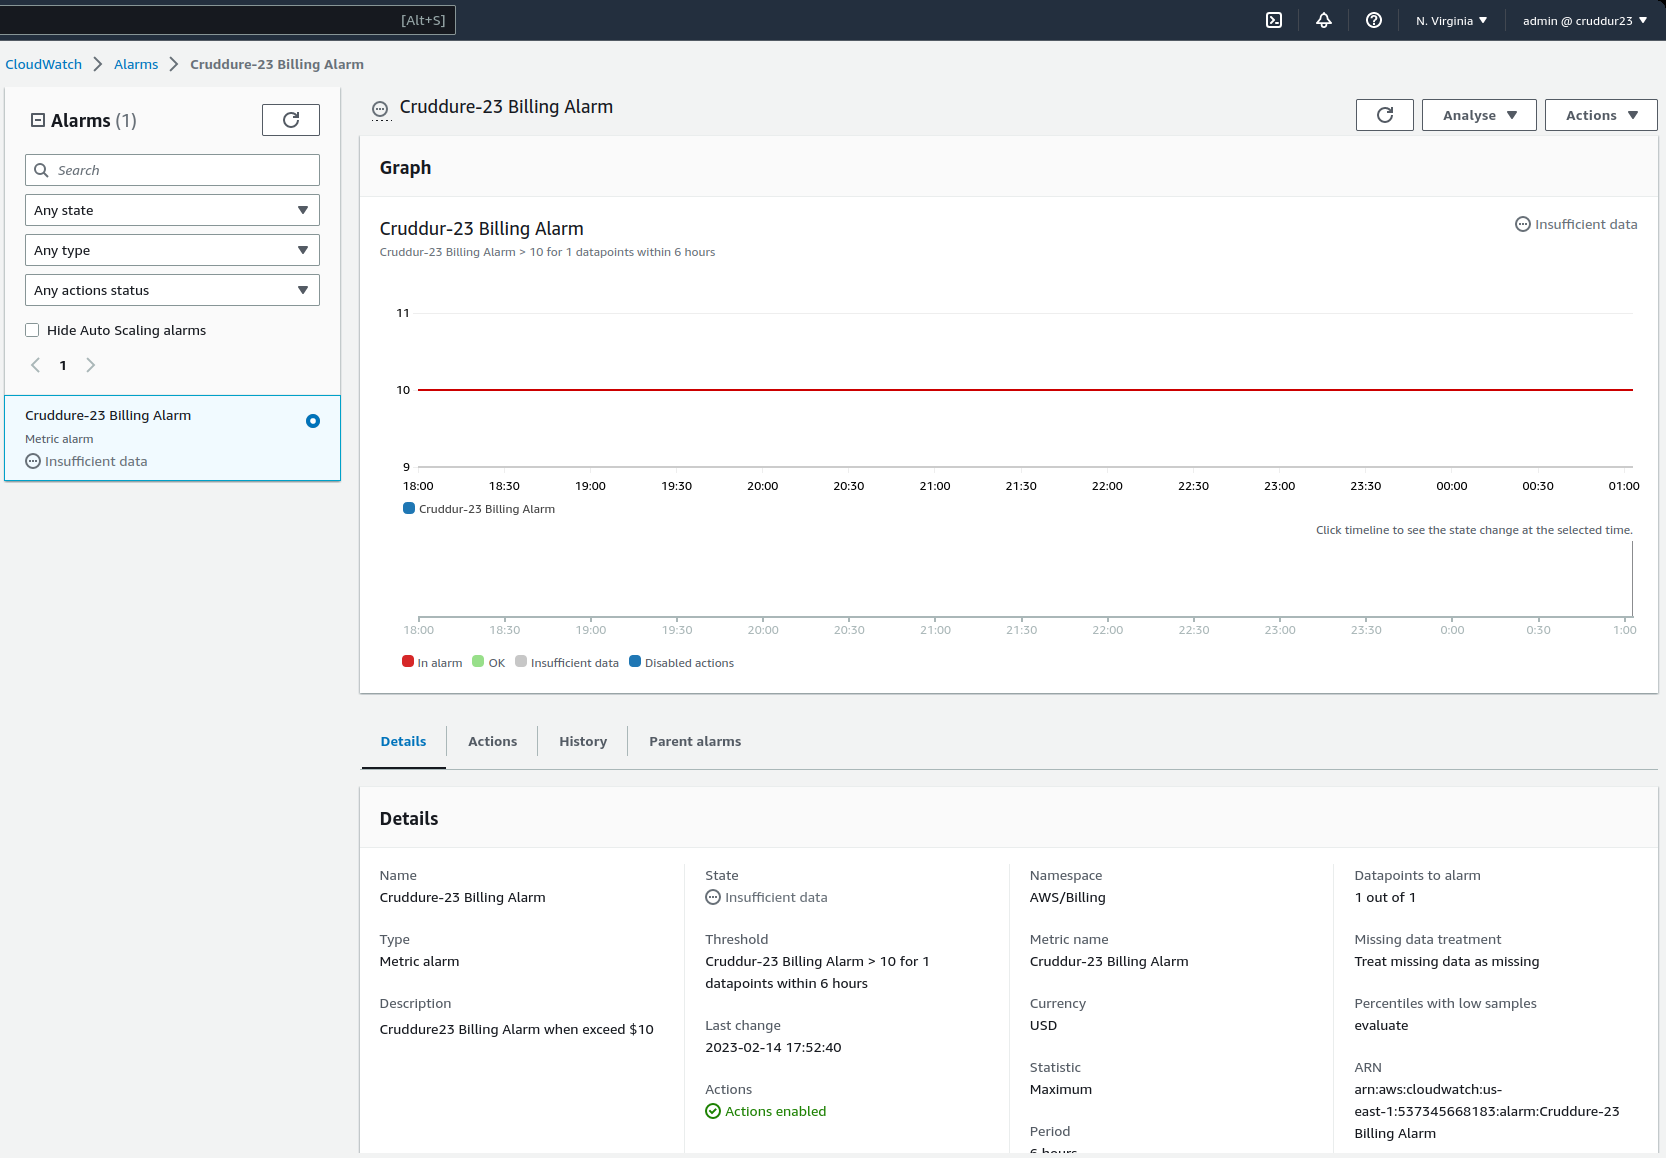 [Alt+S]
N. Virginia
admin @ cruddur23
CloudWatch
Alarms
Cruddure-23 Billing Alarm
Alarms (1)
Search
Any state
Any type
Any actions status
Hide Auto Scaling alarms
1
Cruddure-23 Billing Alarm
Metric alarm
Insufficient data
Cruddure-23 Billing Alarm
Analyse
Actions
Graph
Cruddur-23 Billing Alarm
Insufficient data
Cruddur-23 Billing Alarm > 10 for 1 datapoints within 6 hours
11
10
9
18:00 18:30 19:00 19:30 20:00 20:30 21:00 21:30 22:00 22:30 23:00 23:30 00:00 00:30 01:00
Cruddur-23 Billing Alarm
Click timeline to see the state change at the selected time.
18:00 18:30 19:00 19:30 20:00 20:30 21:00 21:30 22:00 22:30 23:00 23:30 0:00 0:30 1:00
In alarm OK Insufficient data Disabled actions
Details Actions History Parent alarms
Details
Name
Cruddure-23 Billing Alarm
Type
Metric alarm
Description
Cruddure23 Billing Alarm when exceed $10
State
Insufficient data
Threshold
Cruddur-23 Billing Alarm > 10 for 1
datapoints within 6 hours
Last change
2023-02-14 17:52:40
Actions
Actions enabled
Namespace
AWS/Billing
Metric name
Cruddur-23 Billing Alarm
Currency
USD
Statistic
Maximum
Period
6 hours
Datapoints to alarm
1 out of 1
Missing data treatment
Treat missing data as missing
Percentiles with low samples
evaluate
ARN
arn:aws:cloudwatch:us-
east-1:537345668183:alarm:Cruddure-23
Billing Alarm